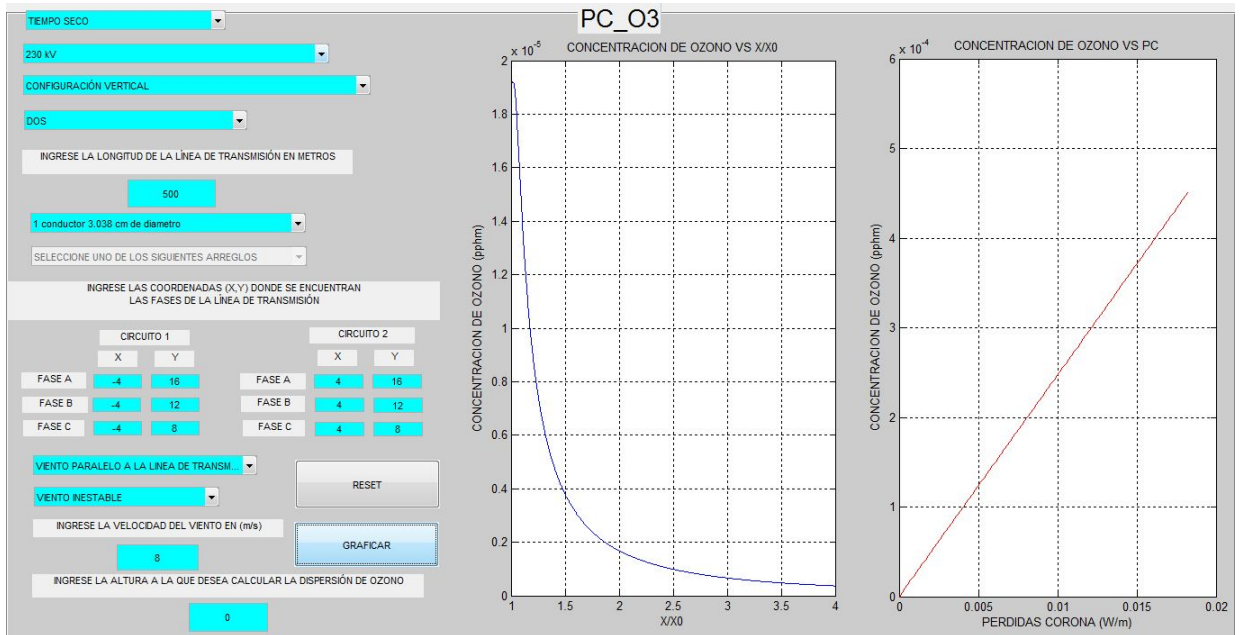 PC_O3
TIEMPO SECO
230 kV
CONFIGURACIÓN VERTICAL
DOS
INGRESE LA LONGITUD DE LA LÍNEA DE TRANSMISIÓN EN METROS
500
1 conductor 3.038 cm de diametro
SELECCIONE UNO DE LOS SIGUIENTES ARREGLOS
INGRESE LAS COORDENADAS (X,Y) DONDE SE ENCUENTRAN
LAS FASES DE LA LÍNEA DE TRANSMISIÓN
CIRCUITO 1
X Y
FASE A -4 16
FASE B -4 12
FASE C -4 8
CIRCUITO 2
X Y
FASE A 4 16
FASE B 4 12
FASE C 4 8
VIENTO PARALELO A LA LINEA DE TRANSM...
VIENTO INESTABLE
RESET
INGRESE LA VELOCIDAD DEL VIENTO EN (m/s)
8
GRAFICAR
INGRESE LA ALTURA A LA QUE DESEA CALCULAR LA DISPERSIÓN DE OZONO
0
CONCENTRACION DE OZONO VS X/X0
x 10^-5
CONCENTRACION DE OZONO (pphm)
2
1.8
1.6
1.4
1.2
1
0.8
0.6
0.4
0.2
0
1 1.5 2 2.5 3 3.5 4
X/X0
CONCENTRACION DE OZONO VS PC
x 10^-4
CONCENTRACION DE OZONO (pphm)
6
5
4
3
2
1
0
0 0.005 0.01 0.015 0.02
PERDIDAS CORONA (W/m)